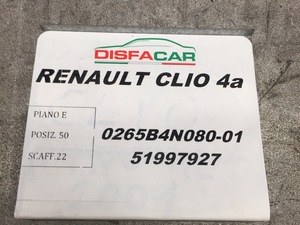 DISFACAR
RENAULT CLIO 4a
PIANO E
POSIZ. 50
SCAFF.22
0265B4N080-01
51997927